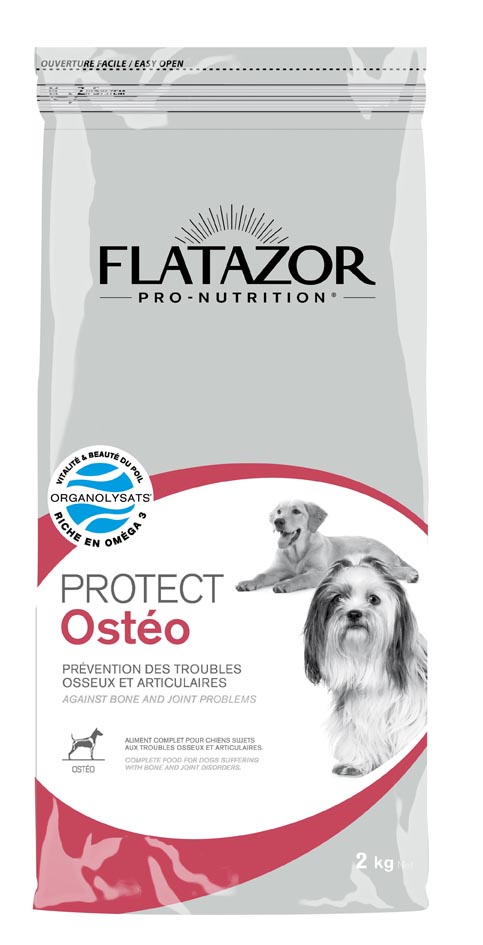 OUVERTURE FACILE / EASY OPEN
FLATAZOR
PRO-NUTRITION®
VITALITÉ & BEAUTÉ DU POIL
ORGANOLYSATS®
RICHE EN OMÉGA 3
PROTECT
Ostéo
PRÉVENTION DES TROUBLES
OSSEUX ET ARTICULAIRES
AGAINST BONE AND JOINT PROBLEMS
ALIMENT COMPLET POUR CHIENS SUJETS
AUX TROUBLES OSSEUX ET ARTICULAIRES.
COMPLETE FOOD FOR DOGS SUFFERING
WITH BONE AND JOINT DISORDERS.
OSTÉO
2 kg Net